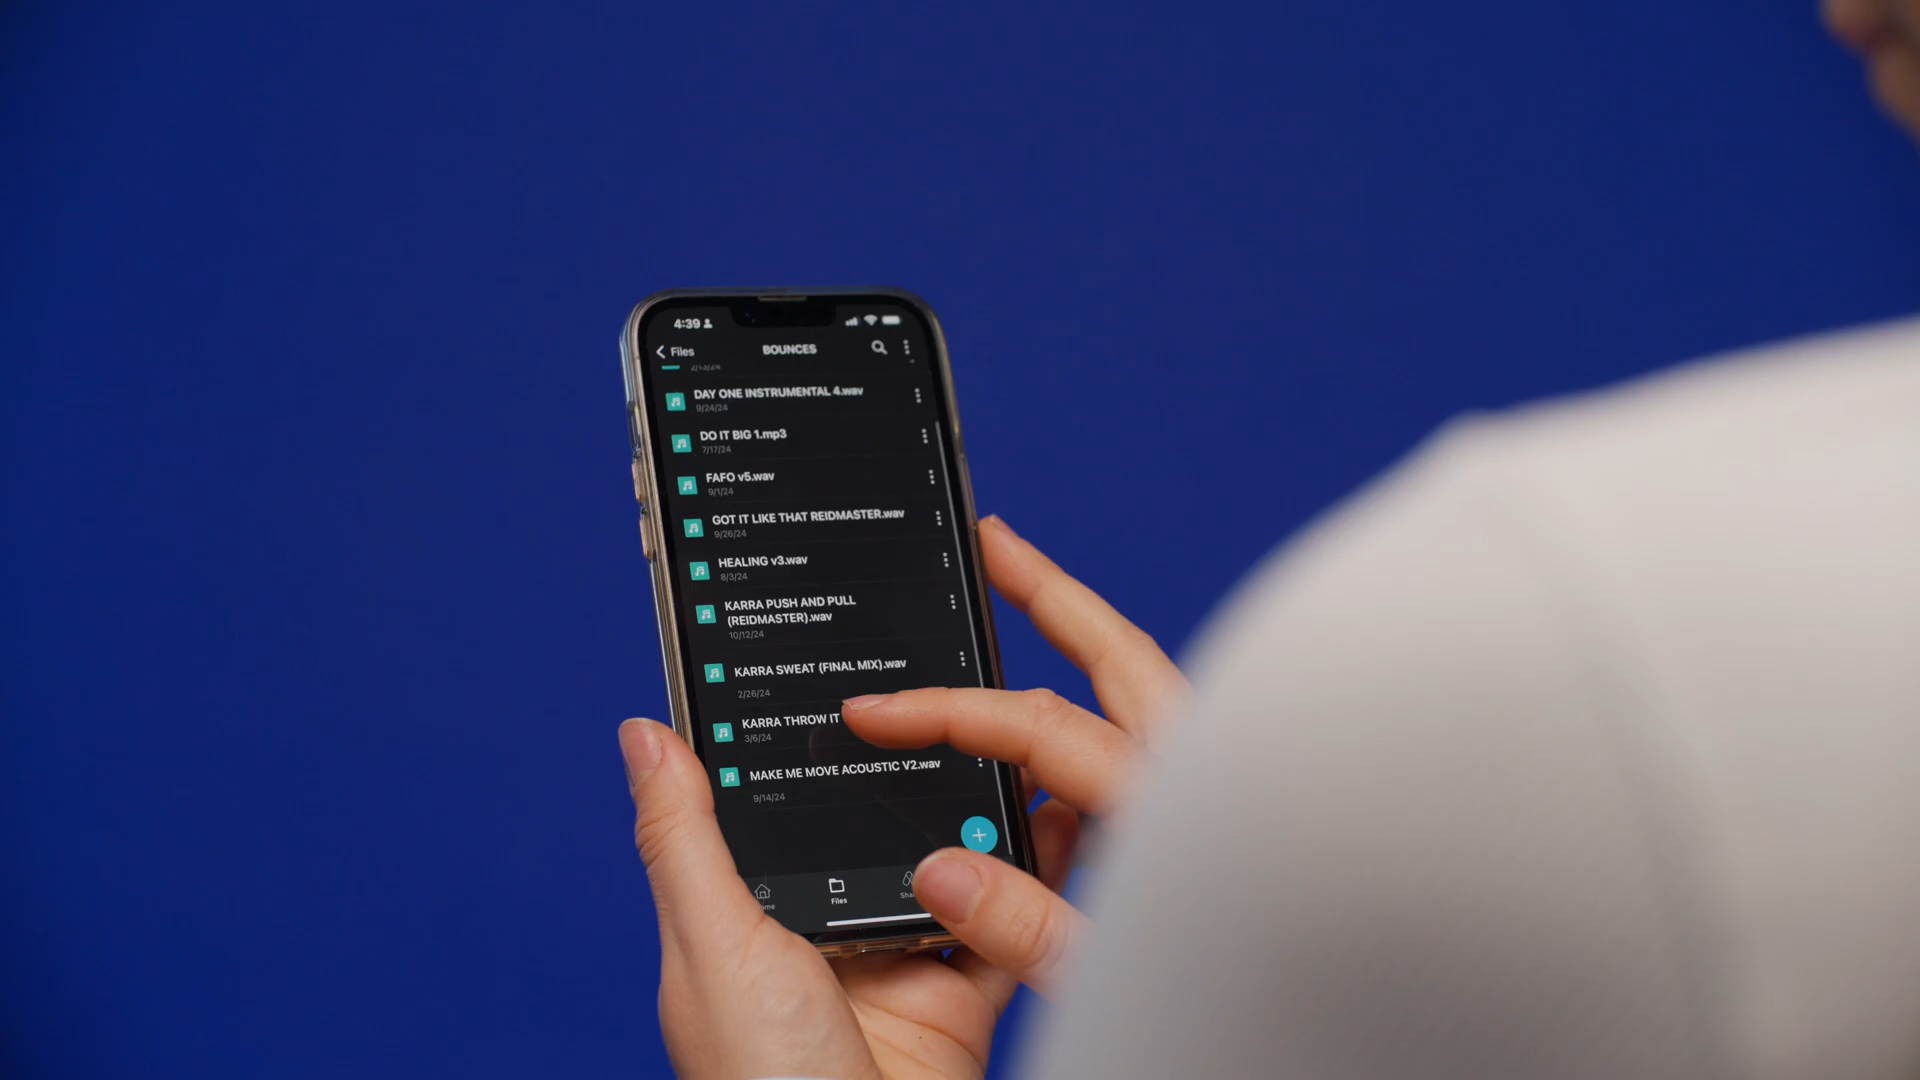 4:39
Files
BOUNCES
2/14/24
DAY ONE INSTRUMENTAL 4.wav
9/24/24
DO IT BIG 1.mp3
7/17/24
FAFO v5.wav
9/1/24
GOT IT LIKE THAT REIDMASTER.wav
9/26/24
HEALING v3.wav
8/3/24
KARRA PUSH AND PULL
(REIDMASTER).wav
10/12/24
KARRA SWEAT (FINAL MIX).wav
2/26/24
KARRA THROW IT
3/6/24
MAKE ME MOVE ACOUSTIC V2.wav
9/14/24
Files